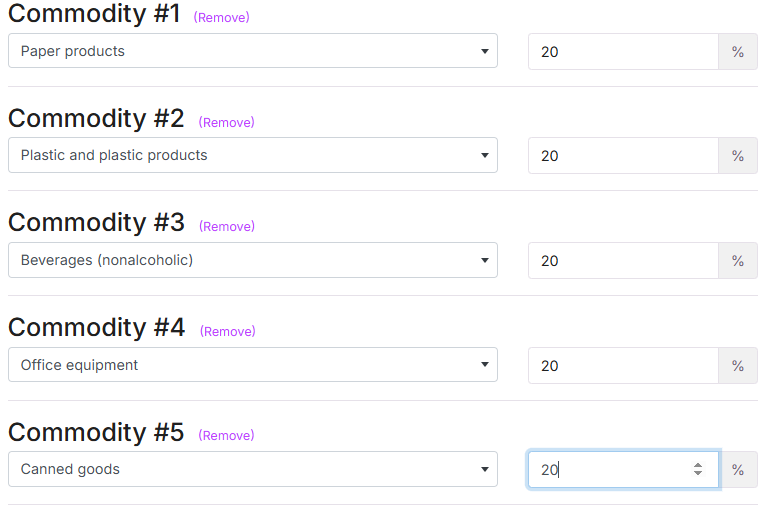 Commodity #1 (Remove)
Paper products 20 %
Commodity #2 (Remove)
Plastic and plastic products 20 %
Commodity #3 (Remove)
Beverages (nonalcoholic) 20 %
Commodity #4 (Remove)
Office equipment 20 %
Commodity #5 (Remove)
Canned goods 20 %